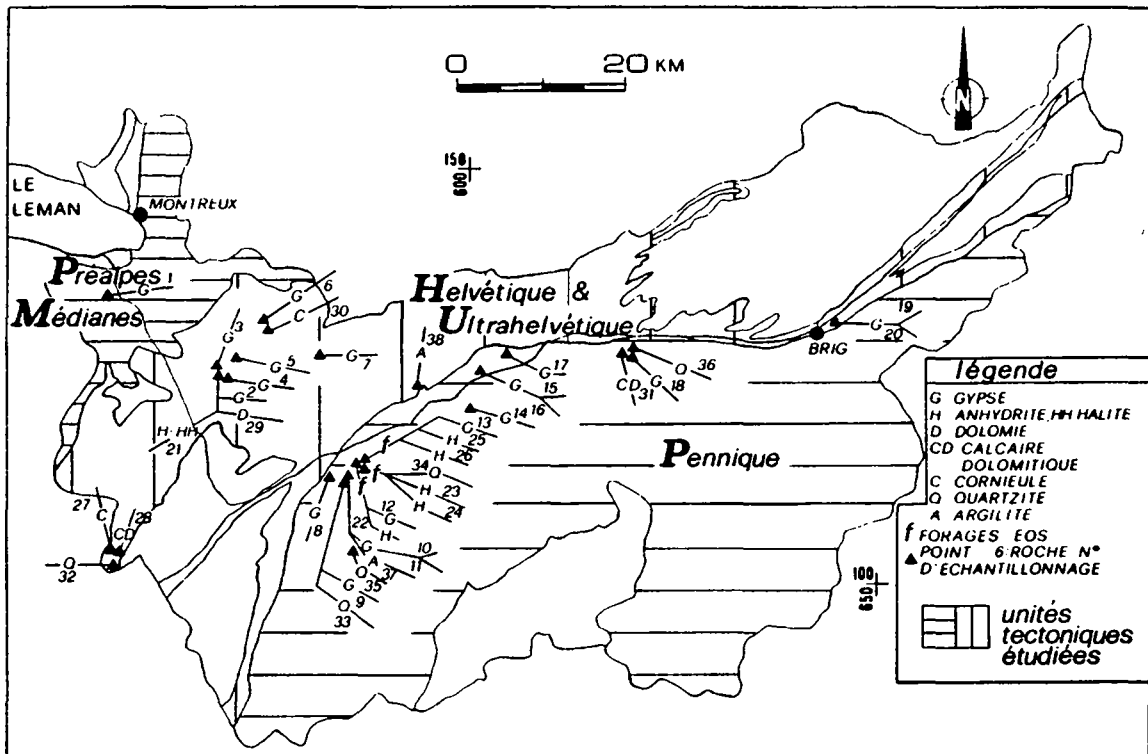 0 20 KM
N
158
600
LE
LEMAN
MONTREUX
Préalpes
Médianes
Helvétique &
Ultrahelvétique
Pennique
BRIG
G 1
G 6
C 30
G 3
G 5
G 4
G 2
D 29
H-HH
21
G 7
A 38
G 17
G 15
16
G 14
C 13
H 25
H 26
Q 36
CD 31
G 18
G 19
20
f
f
34 Q
H 23
H 24
G 8
12 G
22 H
G 10
11
A 37
Q 35
G 9
Q 33
27
C
CD 28
Q
32
100
650
légende
G GYPSE
H ANHYDRITE, HH HALITE
D DOLOMIE
CD CALCAIRE
DOLOMITIQUE
C CORNIEULE
Q QUARTZITE
A ARGILITE
f FORAGES EOS
▲ POINT 6:ROCHE N°
D'ECHANTILLONNAGE
unités
tectoniques
étudiées